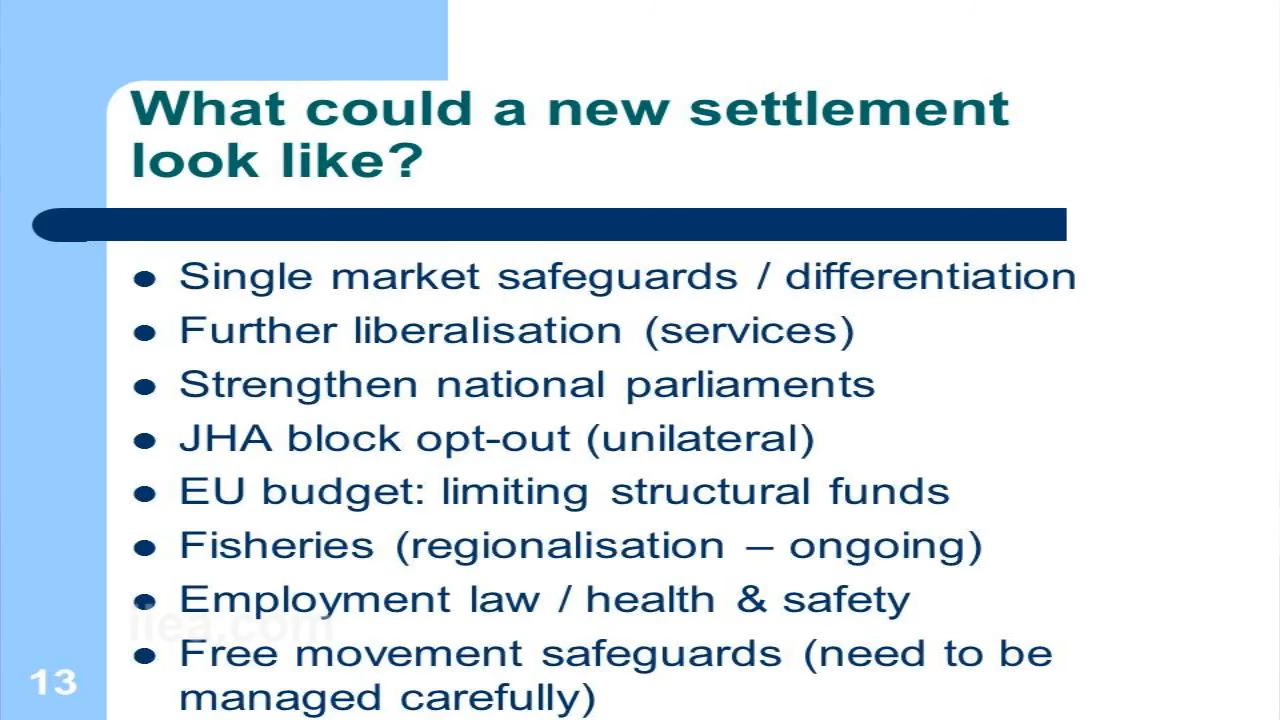 What could a new settlement
look like?
● Single market safeguards / differentiation
● Further liberalisation (services)
● Strengthen national parliaments
● JHA block opt-out (unilateral)
● EU budget: limiting structural funds
● Fisheries (regionalisation – ongoing)
● Employment law / health & safety
iiea.com
● Free movement safeguards (need to be
managed carefully)
13